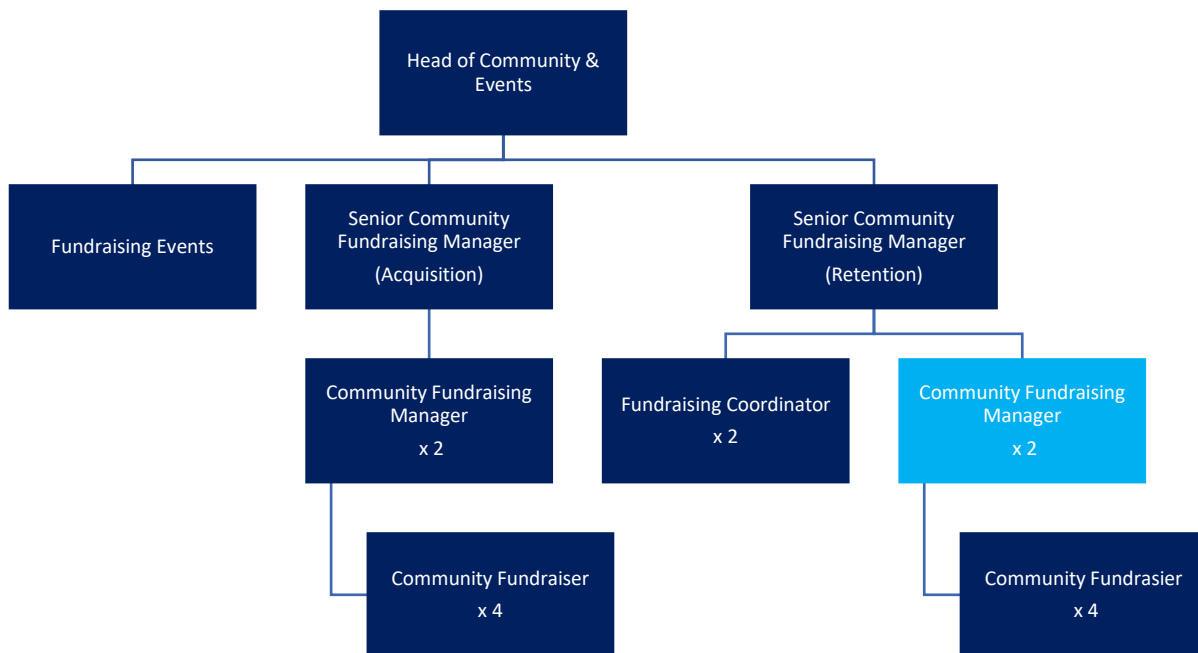 Head of Community &
Events
Fundraising Events
Senior Community
Fundraising Manager
(Acquisition)
Senior Community
Fundraising Manager
(Retention)
Community Fundraising
Manager
x 2
Fundraising Coordinator
x 2
Community Fundraising
Manager
x 2
Community Fundraiser
x 4
Community Fundrasier
x 4